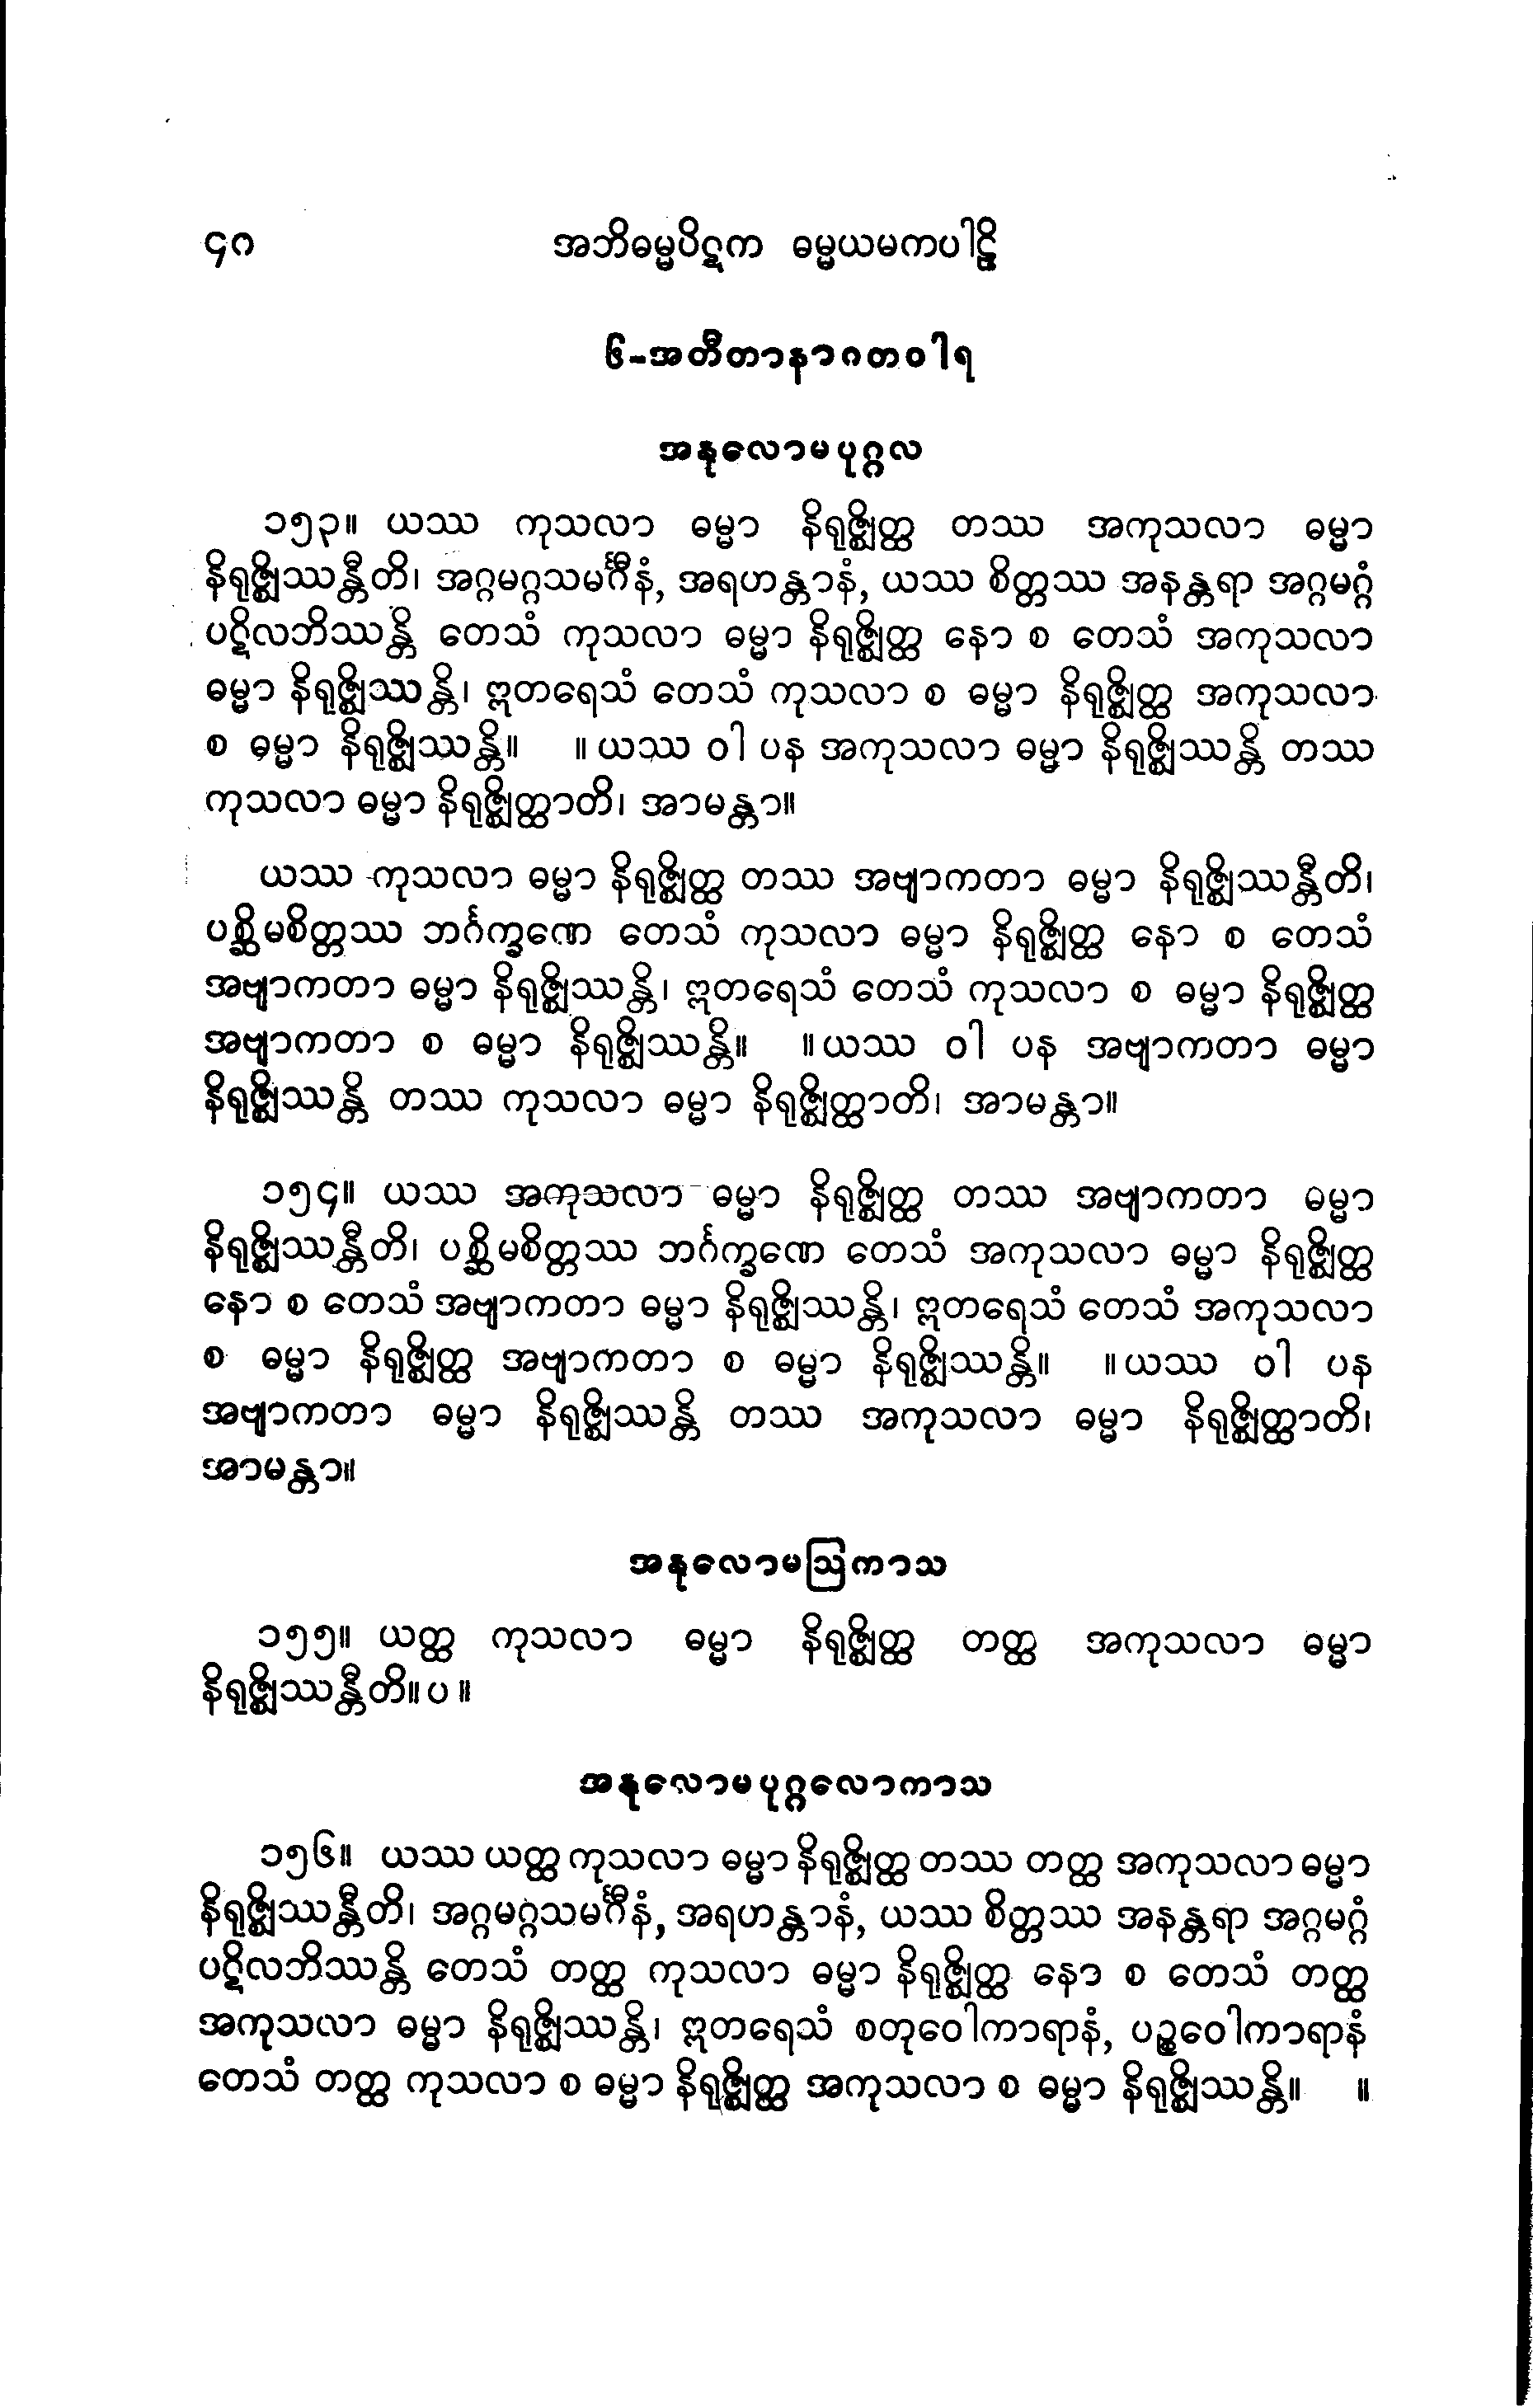 ၄ဂ အဘိဓမ္မပိဋက ဓမ္မယမကပါဠိ
၆-အတီတာနာဂတဝါရ
အနုလောမပုဂ္ဂလ
၁၅၃။ ယဿ ကုသလာ ဓမ္မာ နိရုဇ္ဈိတ္ထ တဿ အကုသလာ ဓမ္မာ
နိရုဇ္ဈိဿန္တီတိ၊ အဂ္ဂမဂ္ဂသမင်္ဂီနံ, အရဟန္တာနံ, ယဿ စိတ္တဿ အနန္တရာ အဂ္ဂမဂ္ဂံ
ပဋိလဘိဿန္တိ တေသံ ကုသလာ ဓမ္မာ နိရုဇ္ဈိတ္ထ နော စ တေသံ အကုသလာ
ဓမ္မာ နိရုဇ္ဈိဿန္တိ၊ ဣတရေသံ တေသံ ကုသလာ စ ဓမ္မာ နိရုဇ္ဈိတ္ထ အကုသလာ
စ ဓမ္မာ နိရုဇ္ဈိဿန္တိ။ ။ ယဿ ဝါ ပန အကုသလာ ဓမ္မာ နိရုဇ္ဈိဿန္တိ တဿ
ကုသလာ ဓမ္မာ နိရုဇ္ဈိတ္ထာတိ၊ အာမန္တာ။
ယဿ ကုသလာ ဓမ္မာ နိရုဇ္ဈိတ္ထ တဿ အဗျာကတာ ဓမ္မာ နိရုဇ္ဈိဿန္တီတိ၊
ပစ္ဆိမစိတ္တဿ ဘင်္ဂက္ခဏေ တေသံ ကုသလာ ဓမ္မာ နိရုဇ္ဈိတ္ထ နော စ တေသံ
အဗျာကတာ ဓမ္မာ နိရုဇ္ဈိဿန္တိ၊ ဣတရေသံ တေသံ ကုသလာ စ ဓမ္မာ နိရုဇ္ဈိတ္ထ
အဗျာကတာ စ ဓမ္မာ နိရုဇ္ဈိဿန္တိ။ ။ယဿ ဝါ ပန အဗျာကတာ ဓမ္မာ
နိရုဇ္ဈိဿန္တိ တဿ ကုသလာ ဓမ္မာ နိရုဇ္ဈိတ္ထာတိ၊ အာမန္တာ။
၁၅၄။ ယဿ အကုသလာ ဓမ္မာ နိရုဇ္ဈိတ္ထ တဿ အဗျာကတာ ဓမ္မာ
နိရုဇ္ဈိဿန္တီတိ၊ ပစ္ဆိမစိတ္တဿ ဘင်္ဂက္ခဏေ တေသံ အကုသလာ ဓမ္မာ နိရုဇ္ဈိတ္ထ
နော စ တေသံ အဗျာကတာ ဓမ္မာ နိရုဇ္ဈိဿန္တိ၊ ဣတရေသံ တေသံ အကုသလာ
စ ဓမ္မာ နိရုဇ္ဈိတ္ထ အဗျာကတာ စ ဓမ္မာ နိရုဇ္ဈိဿန္တိ။ ။ယဿ ဝါ ပန
အဗျာကတာ ဓမ္မာ နိရုဇ္ဈိဿန္တိ တဿ အကုသလာ ဓမ္မာ နိရုဇ္ဈိတ္ထာတိ၊
အာမန္တာ။
အနုလောမဩကာသ
၁၅၅။ ယတ္ထ ကုသလာ ဓမ္မာ နိရုဇ္ဈိတ္ထ တတ္ထ အကုသလာ ဓမ္မာ
နိရုဇ္ဈိဿန္တီတိ။ပ။
အနုလောမပုဂ္ဂလောကာသ
၁၅၆။ ယဿ ယတ္ထ ကုသလာ ဓမ္မာ နိရုဇ္ဈိတ္ထ တဿ တတ္ထ အကုသလာ ဓမ္မာ
နိရုဇ္ဈိဿန္တီတိ၊ အဂ္ဂမဂ္ဂသမင်္ဂီနံ, အရဟန္တာနံ, ယဿ စိတ္တဿ အနန္တရာ အဂ္ဂမဂ္ဂံ
ပဋိလဘိဿန္တိ တေသံ တတ္ထ ကုသလာ ဓမ္မာ နိရုဇ္ဈိတ္ထ နော စ တေသံ တတ္ထ
အကုသလာ ဓမ္မာ နိရုဇ္ဈိဿန္တိ၊ ဣတရေသံ စတုဝေါကာရာနံ, ပဉ္စဝေါကာရာနံ
တေသံ တတ္ထ ကုသလာ စ ဓမ္မာ နိရုဇ္ဈိတ္ထ အကုသလာ စ ဓမ္မာ နိရုဇ္ဈိဿန္တိ။ ။